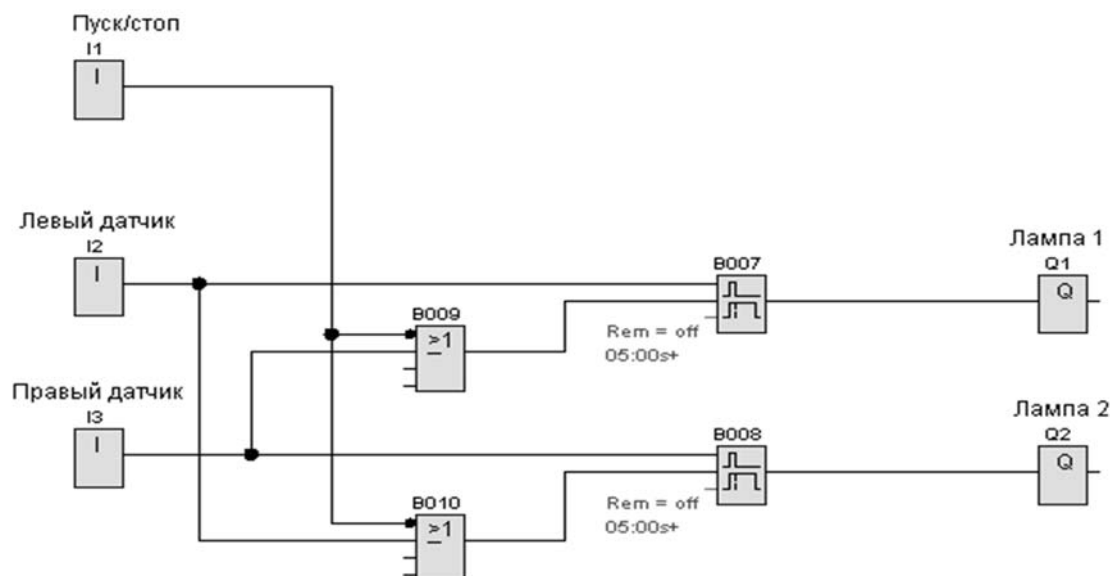 Пуск/стоп
I1
I
Левый датчик
I2
I
Лампа 1
B007
Q1
Q
B009
≥1
Rem = off
05:00s+
Правый датчик
I3
I
Лампа 2
B008
Q2
Q
B010
≥1
Rem = off
05:00s+